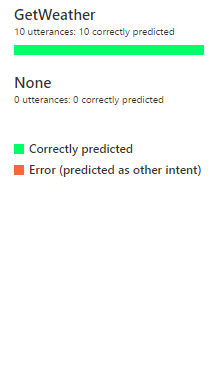 GetWeather
10 utterances: 10 correctly predicted
None
0 utterances: 0 correctly predicted
Correctly predicted
Error (predicted as other intent)